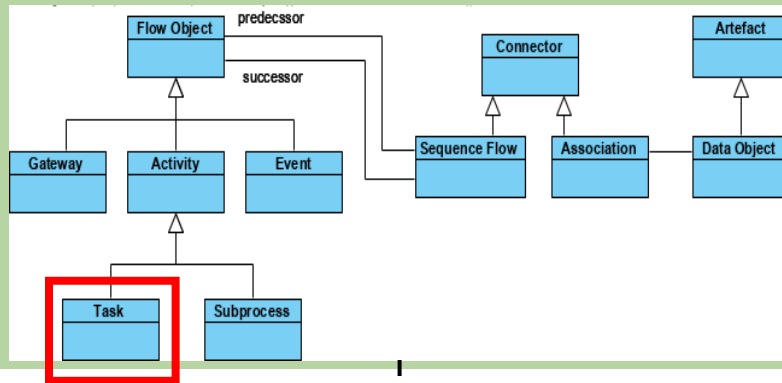 predecssor
Flow Object
Artefact
Connector
successor
Gateway
Activity
Event
Sequence Flow
Association
Data Object
Task
Subprocess